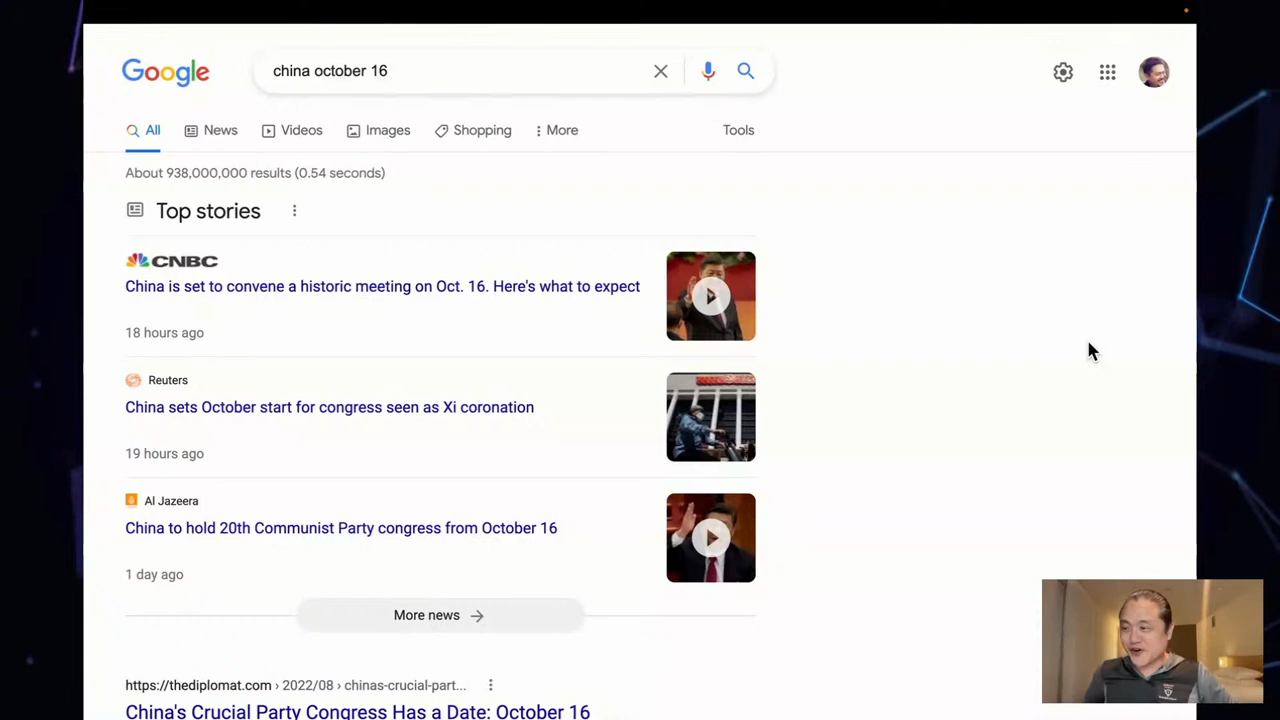 Google
china october 16
All
News
Videos
Images
Shopping
More
Tools
About 938,000,000 results (0.54 seconds)
Top stories
CNBC
China is set to convene a historic meeting on Oct. 16. Here's what to expect
18 hours ago
Reuters
China sets October start for congress seen as Xi coronation
19 hours ago
Al Jazeera
China to hold 20th Communist Party congress from October 16
1 day ago
More news
https://thediplomat.com › 2022/08 › chinas-crucial-part...
China's Crucial Party Congress Has a Date: October 16